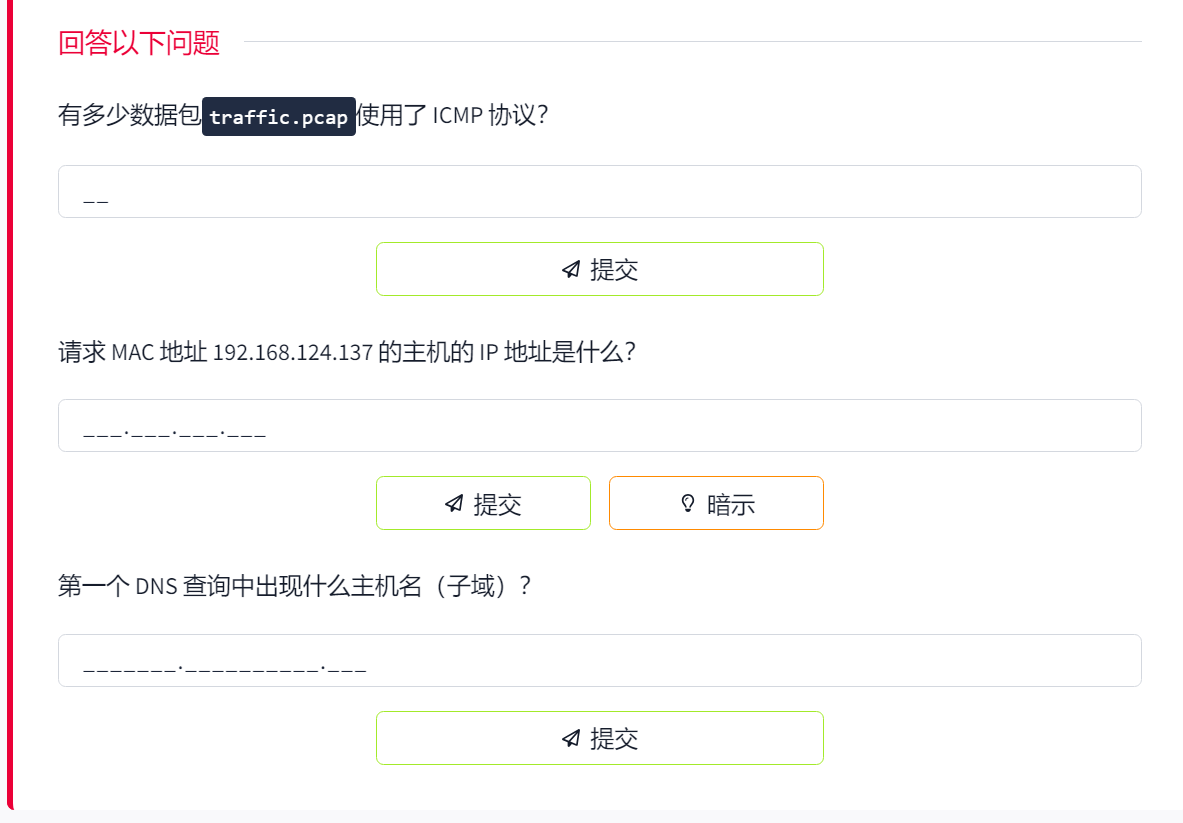 回答以下问题
有多少数据包traffic.pcap使用了 ICMP 协议？
__
提交
请求 MAC 地址 192.168.124.137 的主机的 IP 地址是什么？
___.___.___.___
提交
暗示
第一个 DNS 查询中出现什么主机名（子域）？
_______.__________.___
提交